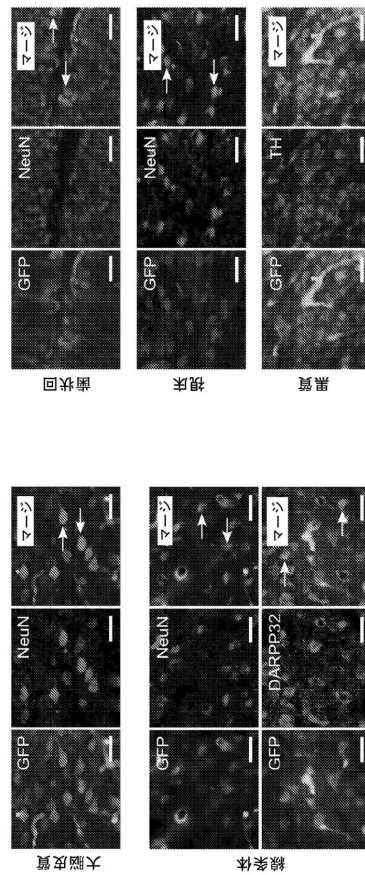 大脳皮質
GFP
NeuN
マージ
線条体
GFP
NeuN
マージ
GFP
DARPP32
マージ
歯状回
GFP
NeuN
マージ
視床
GFP
NeuN
マージ
黒質
GFP
TH
マージ